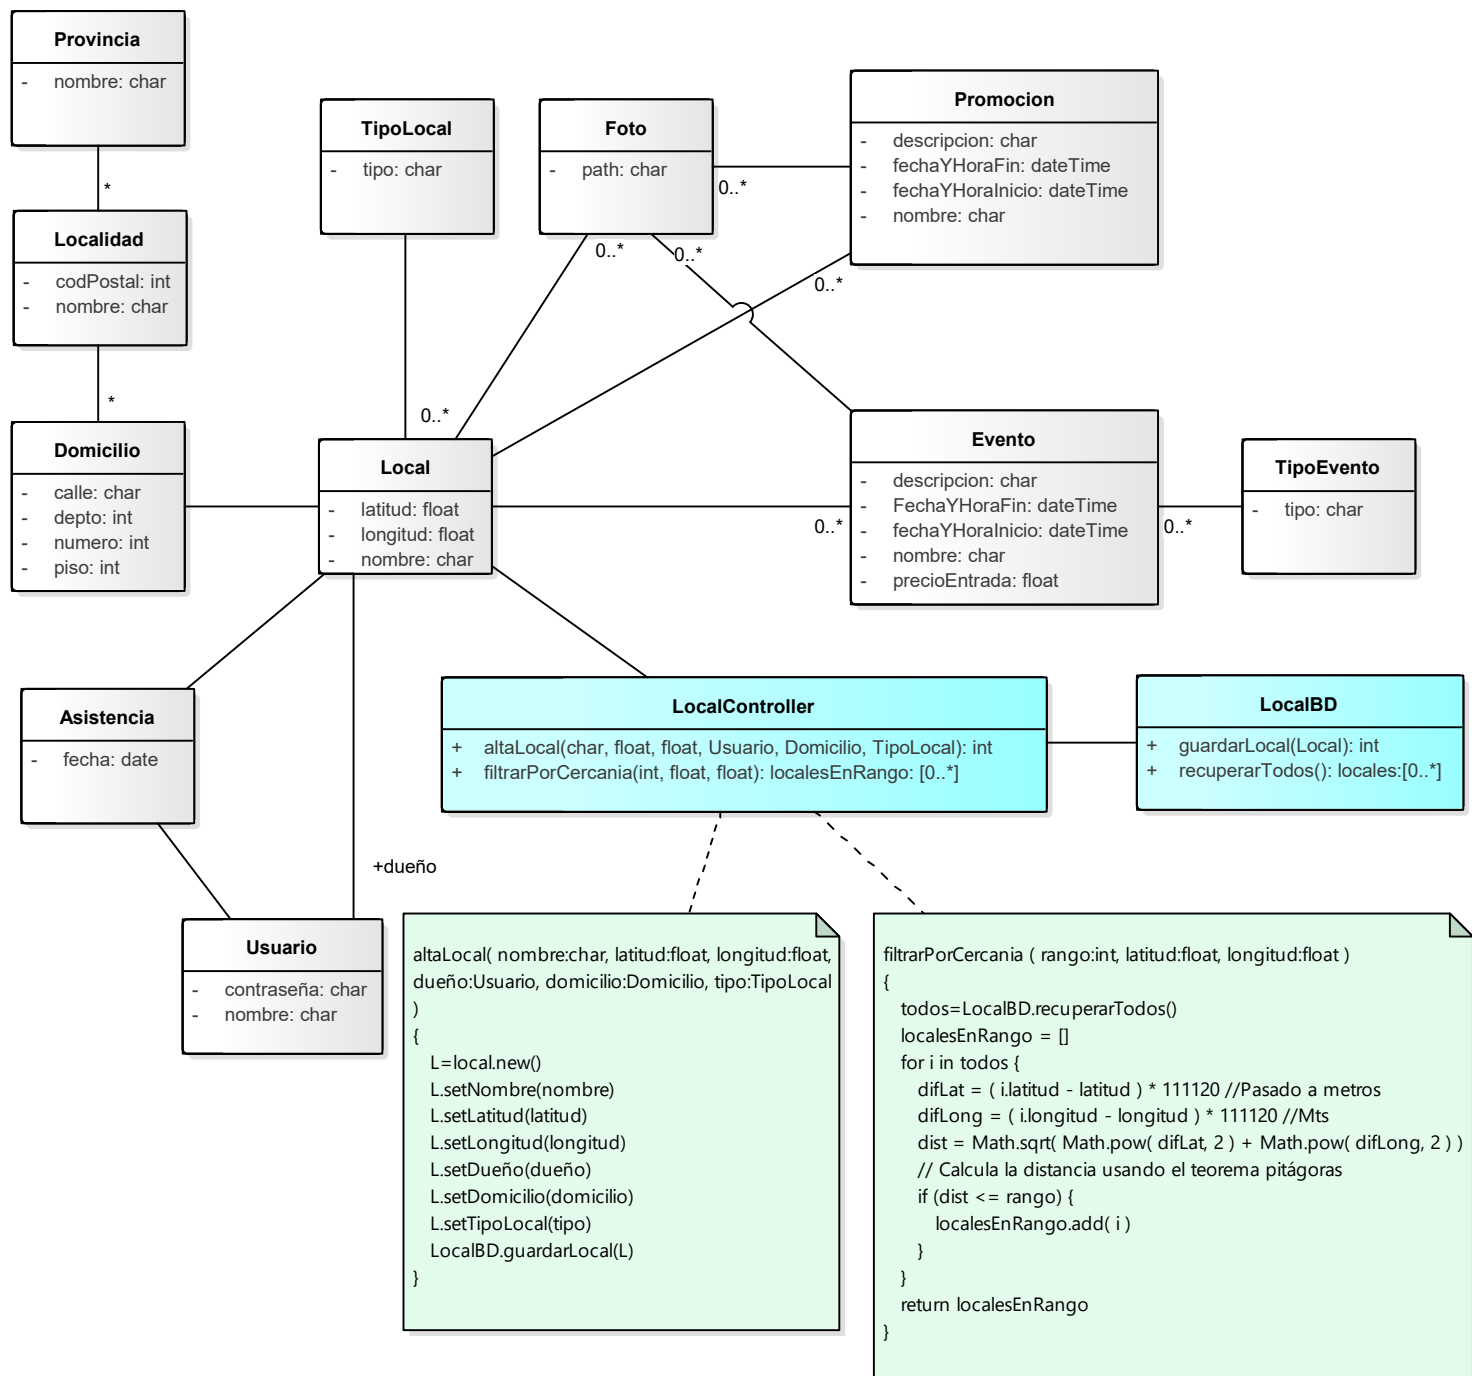 Provincia
- nombre: char
*
Localidad
- codPostal: int
- nombre: char
*
Domicilio
- calle: char
- depto: int
- numero: int
- piso: int
TipoLocal
- tipo: char
0..*
Foto
- path: char
0..*
0..*
0..*
Promocion
- descripcion: char
- fechaYHoraFin: dateTime
- fechaYHoraInicio: dateTime
- nombre: char
0..*
Local
- latitud: float
- longitud: float
- nombre: char
Evento
- descripcion: char
- FechaYHoraFin: dateTime
- fechaYHoraInicio: dateTime
- nombre: char
- precioEntrada: float
0..*
0..*
TipoEvento
- tipo: char
Asistencia
- fecha: date
LocalController
+ altaLocal(char, float, float, Usuario, Domicilio, TipoLocal): int
+ filtrarPorCercania(int, float, float): localesEnRango: [0..*]
LocalBD
+ guardarLocal(Local): int
+ recuperarTodos(): locales:[0..*]
+dueño
Usuario
- contraseña: char
- nombre: char
altaLocal( nombre:char, latitud:float, longitud:float,
dueño:Usuario, domicilio:Domicilio, tipo:TipoLocal
)
{
L=local.new()
L.setNombre(nombre)
L.setLatitud(latitud)
L.setLongitud(longitud)
L.setDueño(dueño)
L.setDomicilio(domicilio)
L.setTipoLocal(tipo)
LocalBD.guardarLocal(L)
}
filtrarPorCercania ( rango:int, latitud:float, longitud:float )
{
todos=LocalBD.recuperarTodos()
localesEnRango = []
for i in todos {
difLat = ( i.latitud - latitud ) * 111120 //Pasado a metros
difLong = ( i.longitud - longitud ) * 111120 //Mts
dist = Math.sqrt( Math.pow( difLat, 2 ) + Math.pow( difLong, 2 ) )
// Calcula la distancia usando el teorema pitágoras
if (dist <= rango) {
localesEnRango.add( i )
}
}
return localesEnRango
}